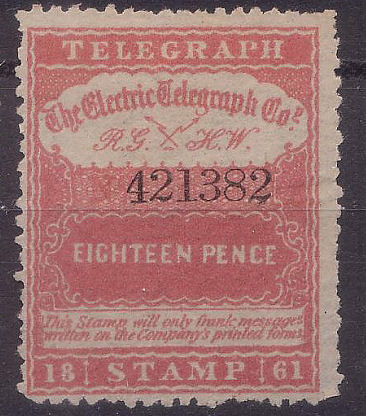 TELEGRAPH
The Electric Telegraph Co.
R.G. H.W.
421382
EIGHTEEN PENCE
This Stamp will only frank messages
written on the Company's printed forms
18 STAMP 61